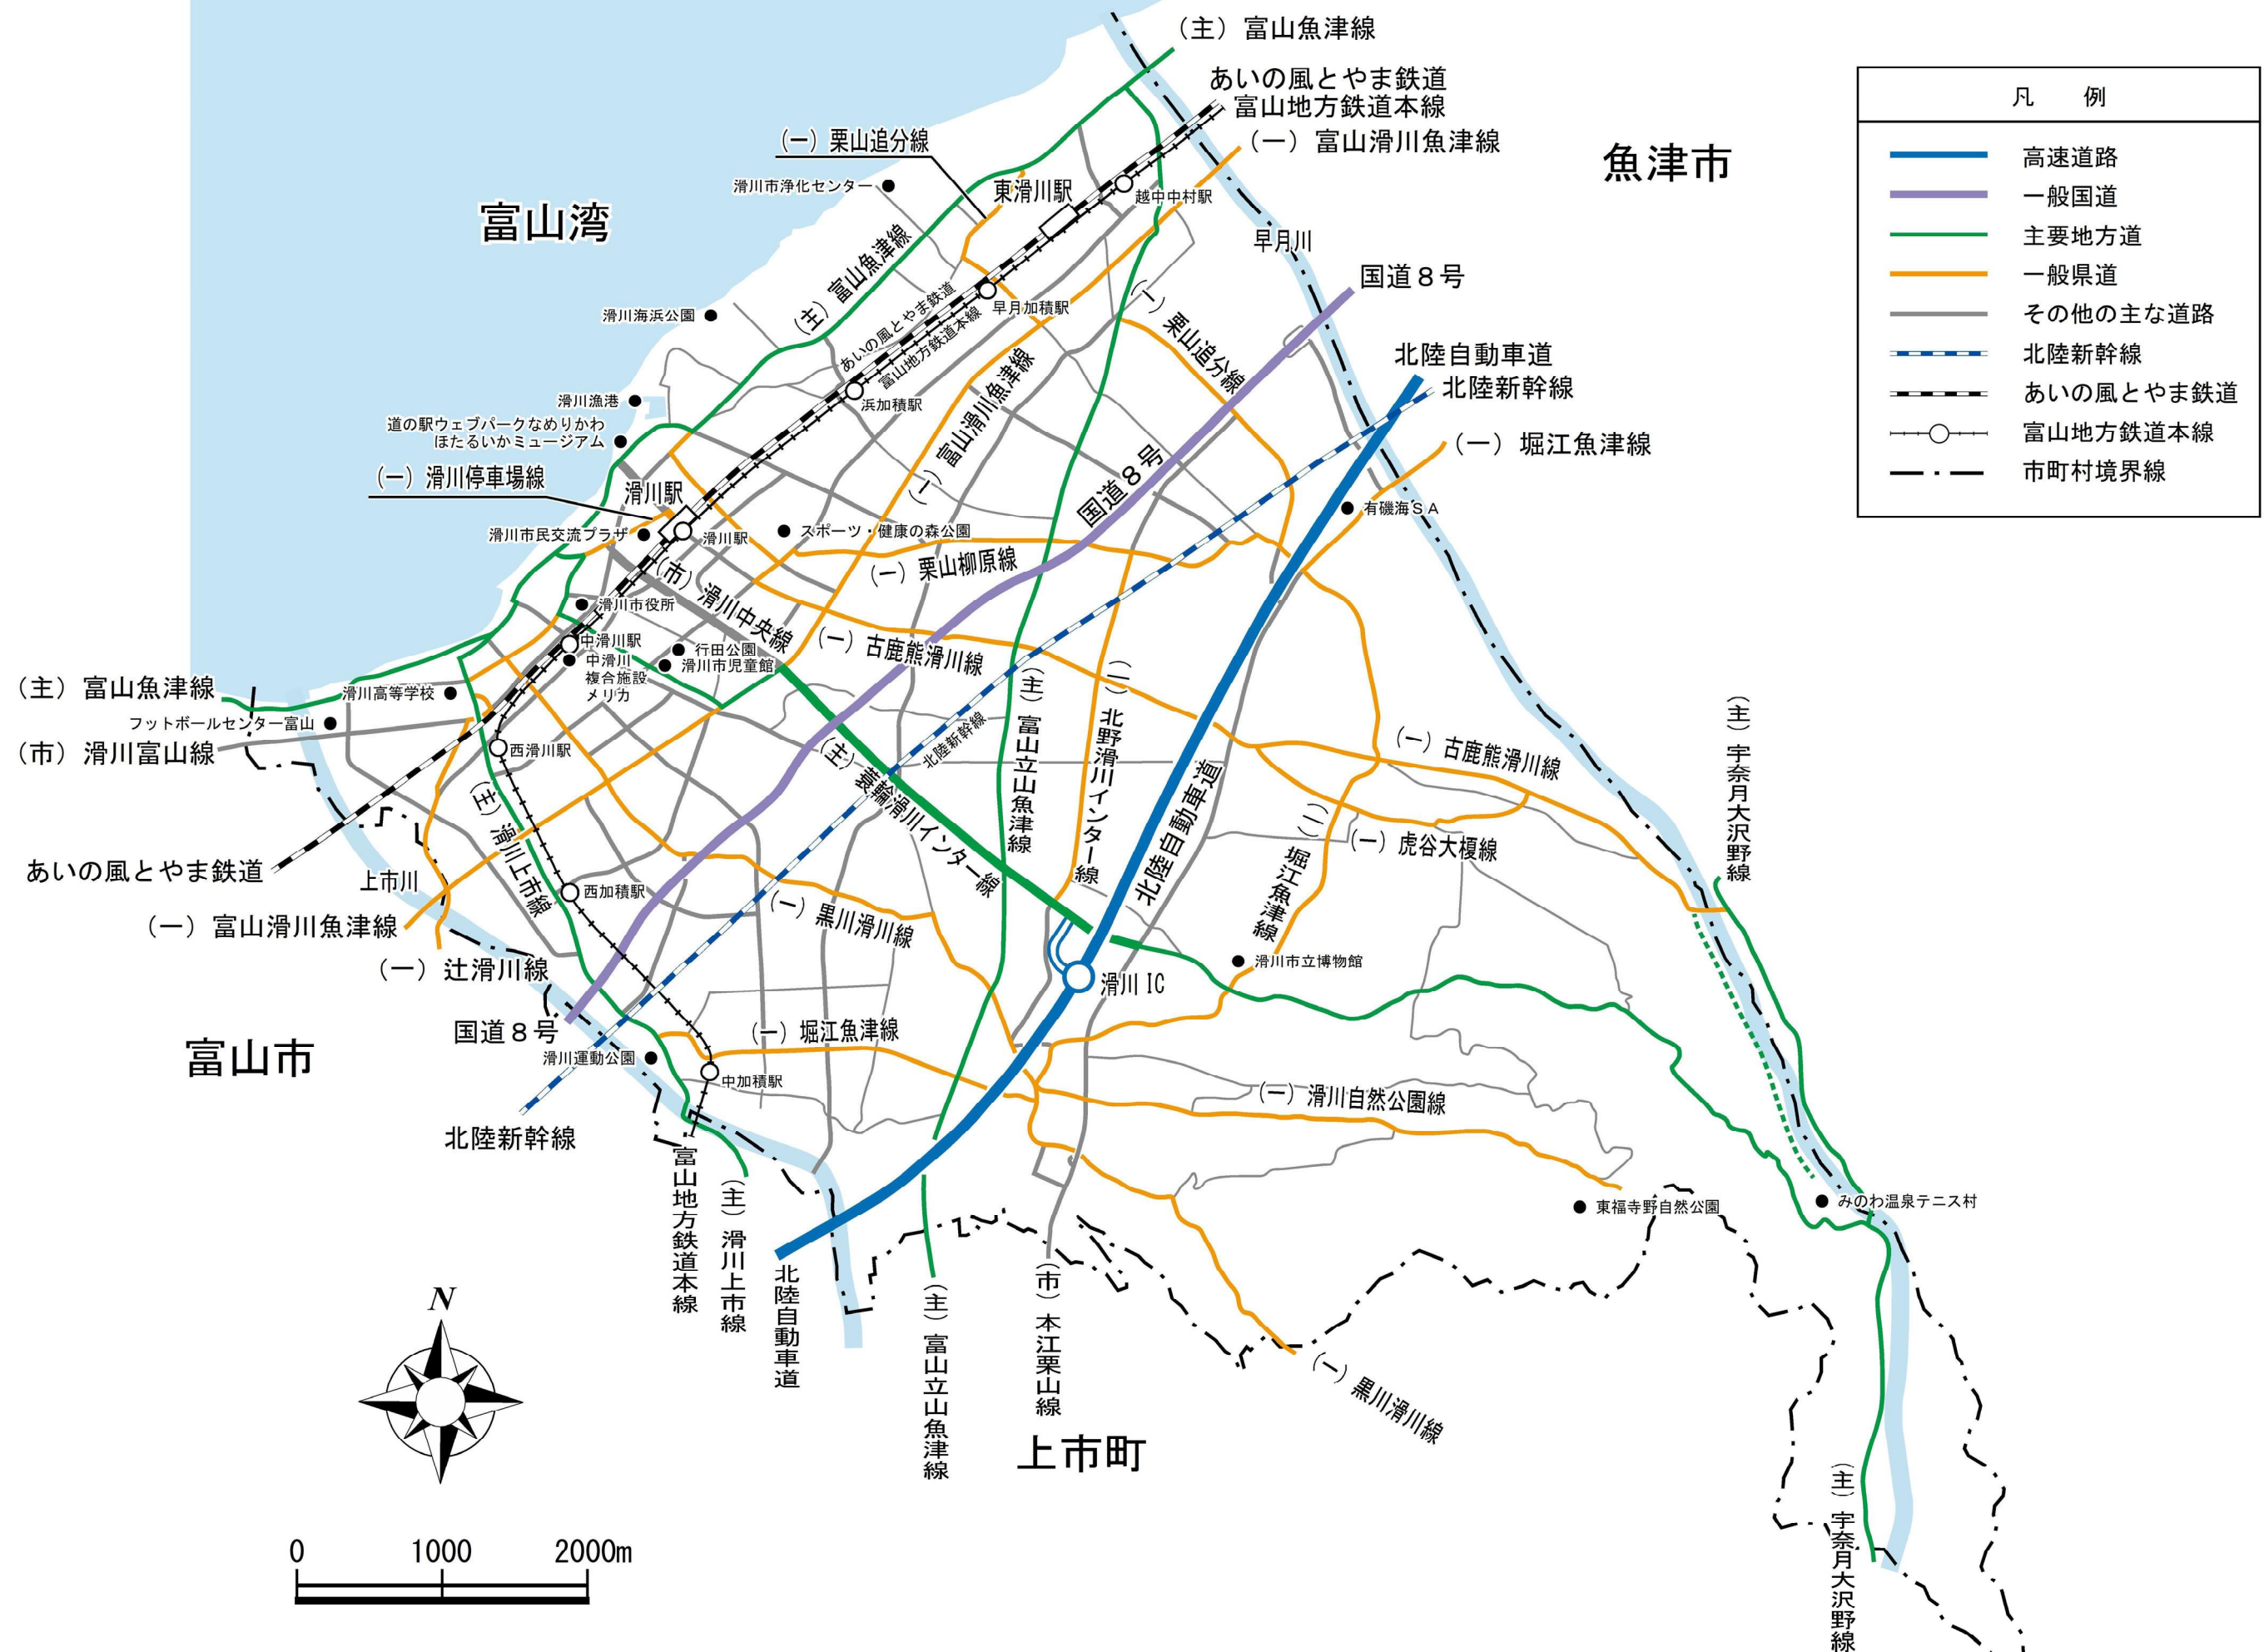 (主) 富山魚津線
あいの風とやま鉄道
富山地方鉄道本線
(一) 富山滑川魚津線
(一) 栗山追分線
滑川市浄化センター
東滑川駅
越中中村駅
魚津市
富山湾
早月川
国道8号
(主) 富山魚津線
あいの風とやま鉄道
富山地方鉄道本線
早月加積駅
(一) 栗山追分線
滑川海浜公園
北陸自動車道
北陸新幹線
滑川漁港
浜加積駅
(一) 富山滑川魚津線
道の駅ウェブパークなめりかわ
ほたるいかミュージアム
(一) 堀江魚津線
(一) 滑川停車場線
滑川駅
国道8号
有磯海SA
滑川市民交流プラザ
滑川駅
スポーツ・健康の森公園
(一) 栗山柳原線
(市) 滑川中央線
滑川市役所
中滑川駅
行田公園
滑川市児童館
中滑川
複合施設
メリカ
(一) 古鹿熊滑川線
(主) 富山魚津線
滑川高等学校
フットボールセンター富山
(市) 滑川富山線
西滑川駅
(主) 蓑輪滑川インター線
北陸新幹線
(主) 富山立山魚津線
(一) 北野滑川インター線
北陸自動車道
(一) 古鹿熊滑川線
(一) 虎谷大榎線
(一) 堀江魚津線
(主) 宇奈月大沢野線
(主) 滑川上市線
あいの風とやま鉄道
上市川
西加積駅
(一) 黒川滑川線
(一) 富山滑川魚津線
(一) 辻滑川線
滑川市立博物館
滑川 IC
富山市
国道8号
滑川運動公園
(一) 堀江魚津線
中加積駅
北陸新幹線
(一) 滑川自然公園線
東福寺野自然公園
みのわ温泉テニス村
富山地方鉄道本線
(主) 滑川上市線
北陸自動車道
(主) 富山立山魚津線
(市) 本江栗山線
(一) 黒川滑川線
上市町
(主) 宇奈月大沢野線
N
0 1000 2000m
凡 例
高速道路
一般国道
主要地方道
一般県道
その他の主な道路
北陸新幹線
あいの風とやま鉄道
富山地方鉄道本線
市町村境界線